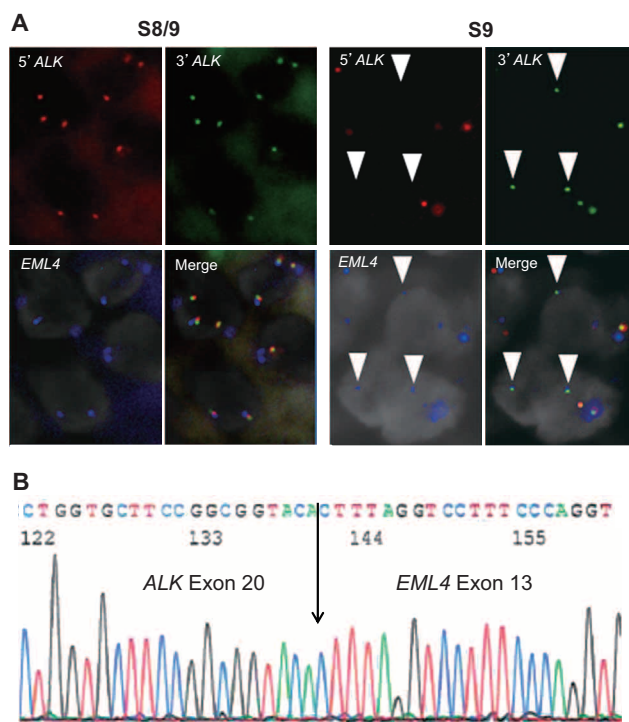 A
S8/9
S9
5' ALK
3' ALK
5' ALK
3' ALK
EML4
Merge
EML4
Merge
B
CTGGTGCTTCCGGCGGTACACTTTAGGTCCTTTCCCAGGT
122 133 144 155
ALK Exon 20
EML4 Exon 13